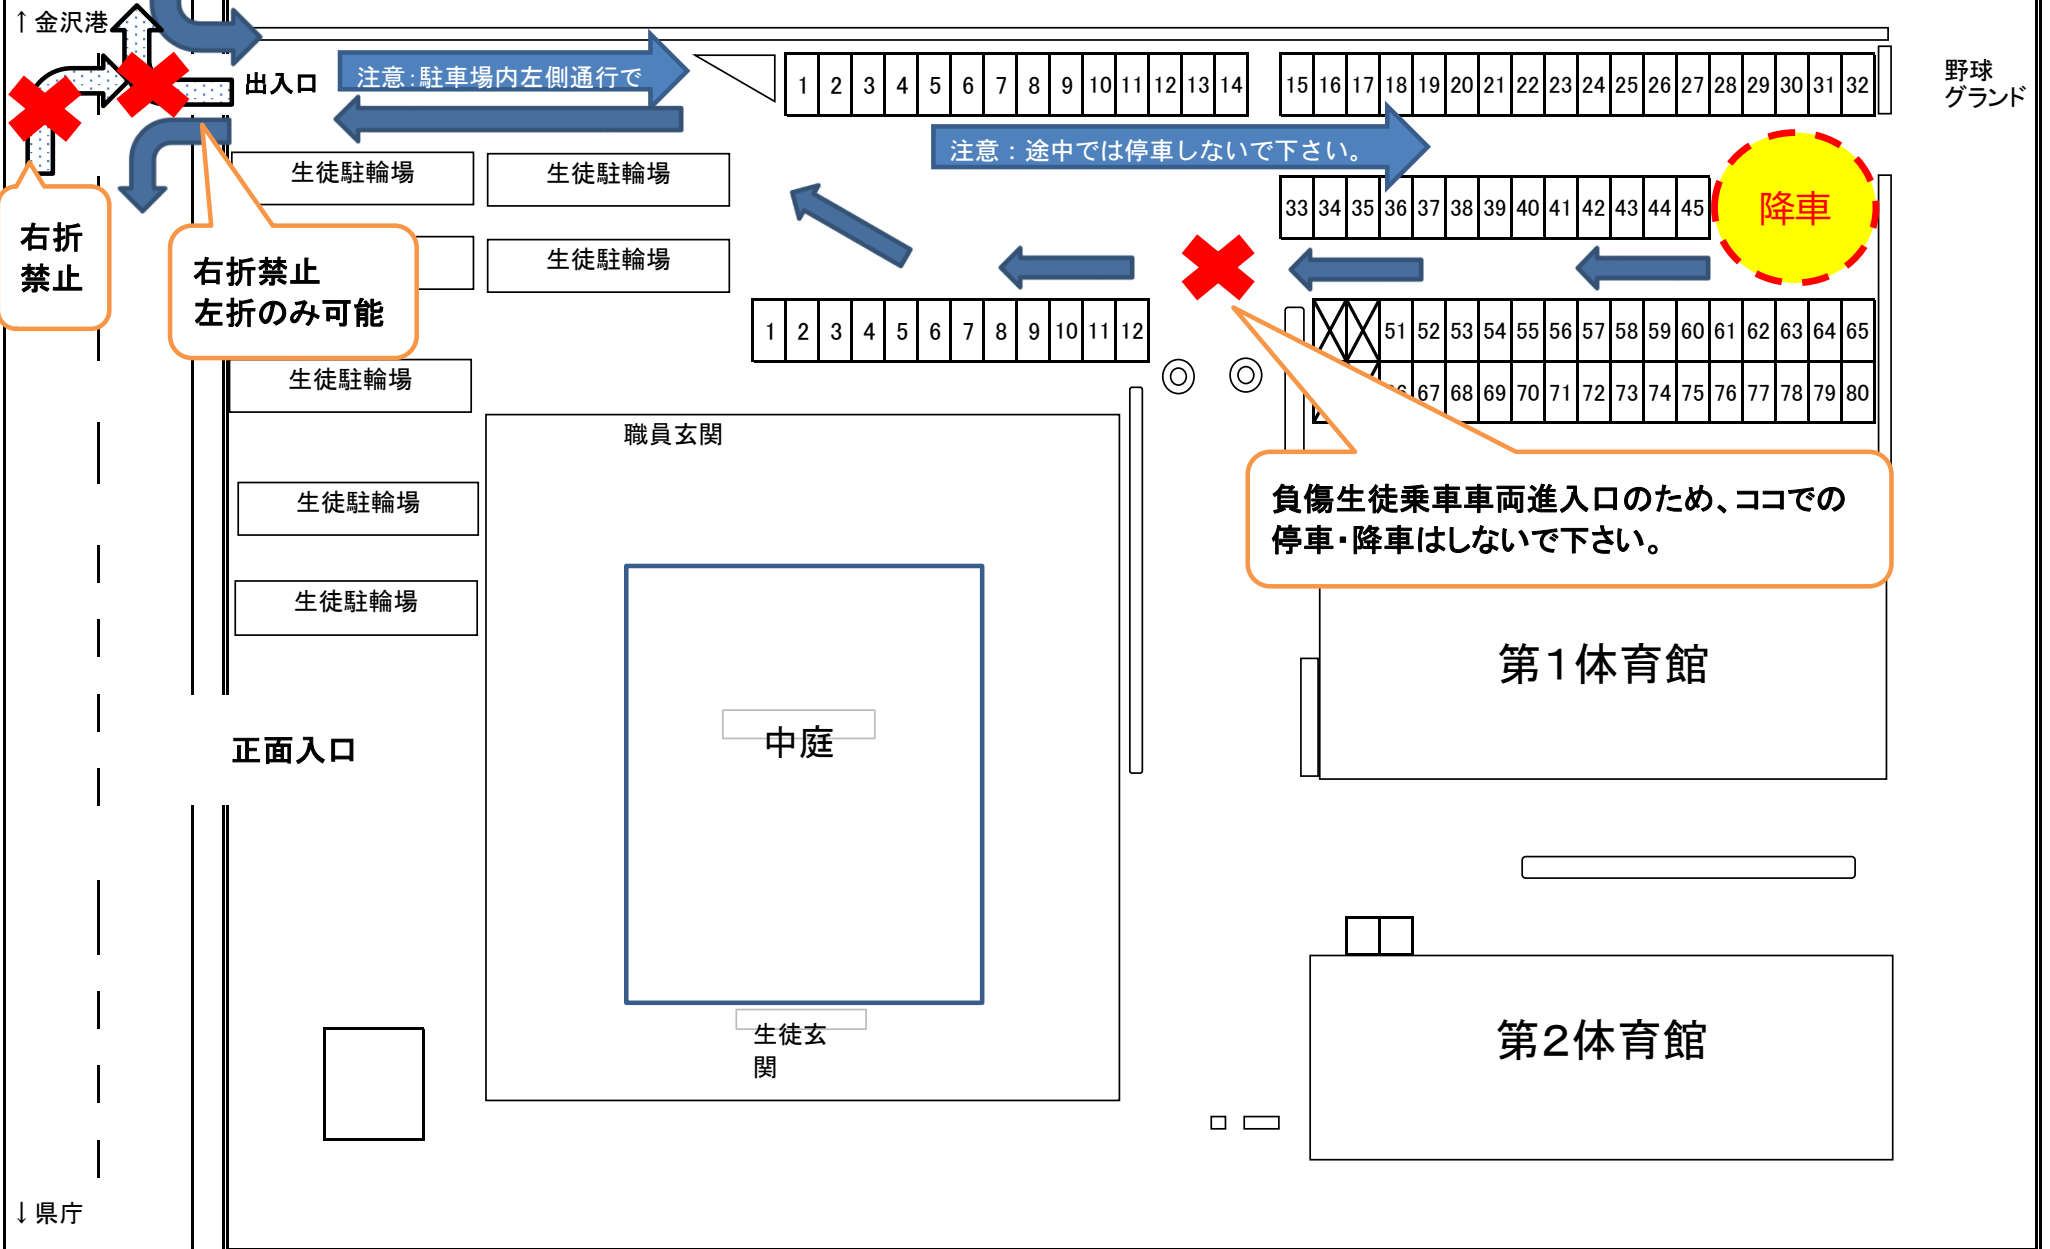 ↑金沢港
出入口
注意：駐車場内左側通行で
1 2 3 4 5 6 7 8 9 10 11 12 13 14
15 16 17 18 19 20 21 22 23 24 25 26 27 28 29 30 31 32
野球
グランド
注意：途中では停車しないで下さい。
生徒駐輪場
生徒駐輪場
33 34 35 36 37 38 39 40 41 42 43 44 45
降車
右折
禁止
右折禁止
左折のみ可能
生徒駐輪場
1 2 3 4 5 6 7 8 9 10 11 12
51 52 53 54 55 56 57 58 59 60 61 62 63 64 65
67 68 69 70 71 72 73 74 75 76 77 78 79 80
生徒駐輪場
職員玄関
負傷生徒乗車車両進入口のため、ココでの
停車・降車はしないで下さい。
生徒駐輪場
生徒駐輪場
第1体育館
中庭
正面入口
生徒玄
関
第2体育館
↓県庁